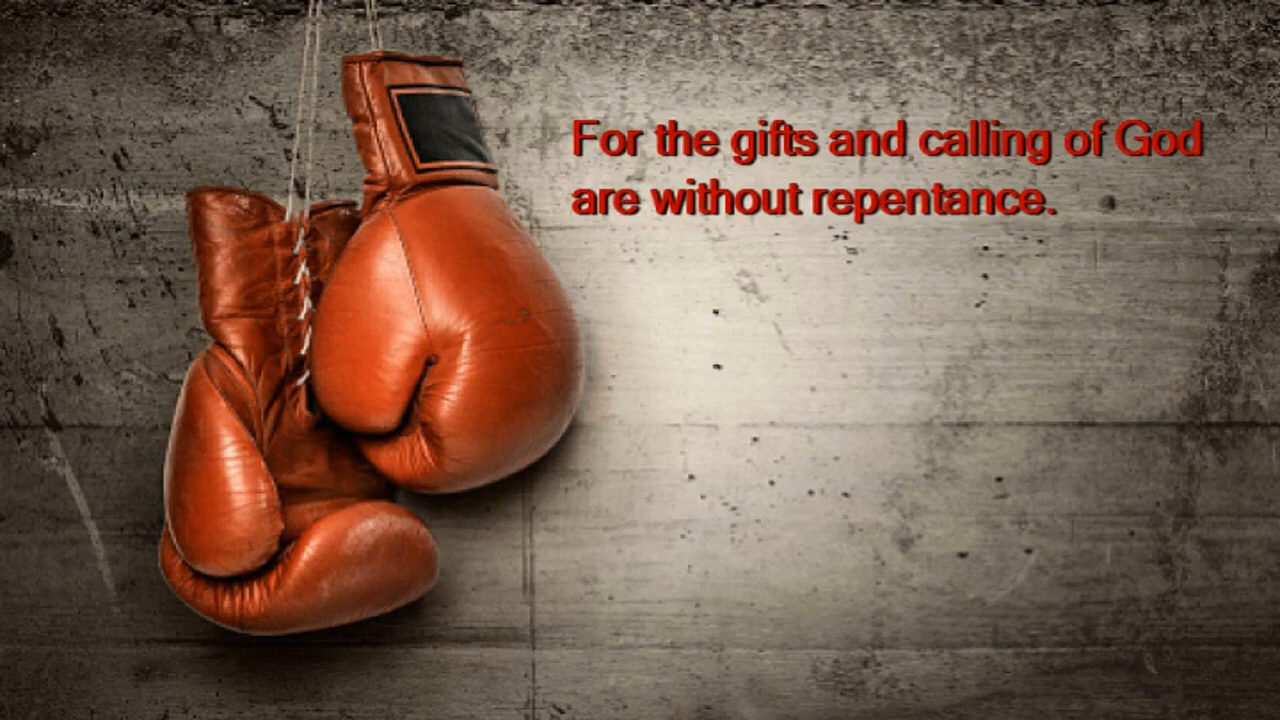 For the gifts and calling of God
are without repentance.